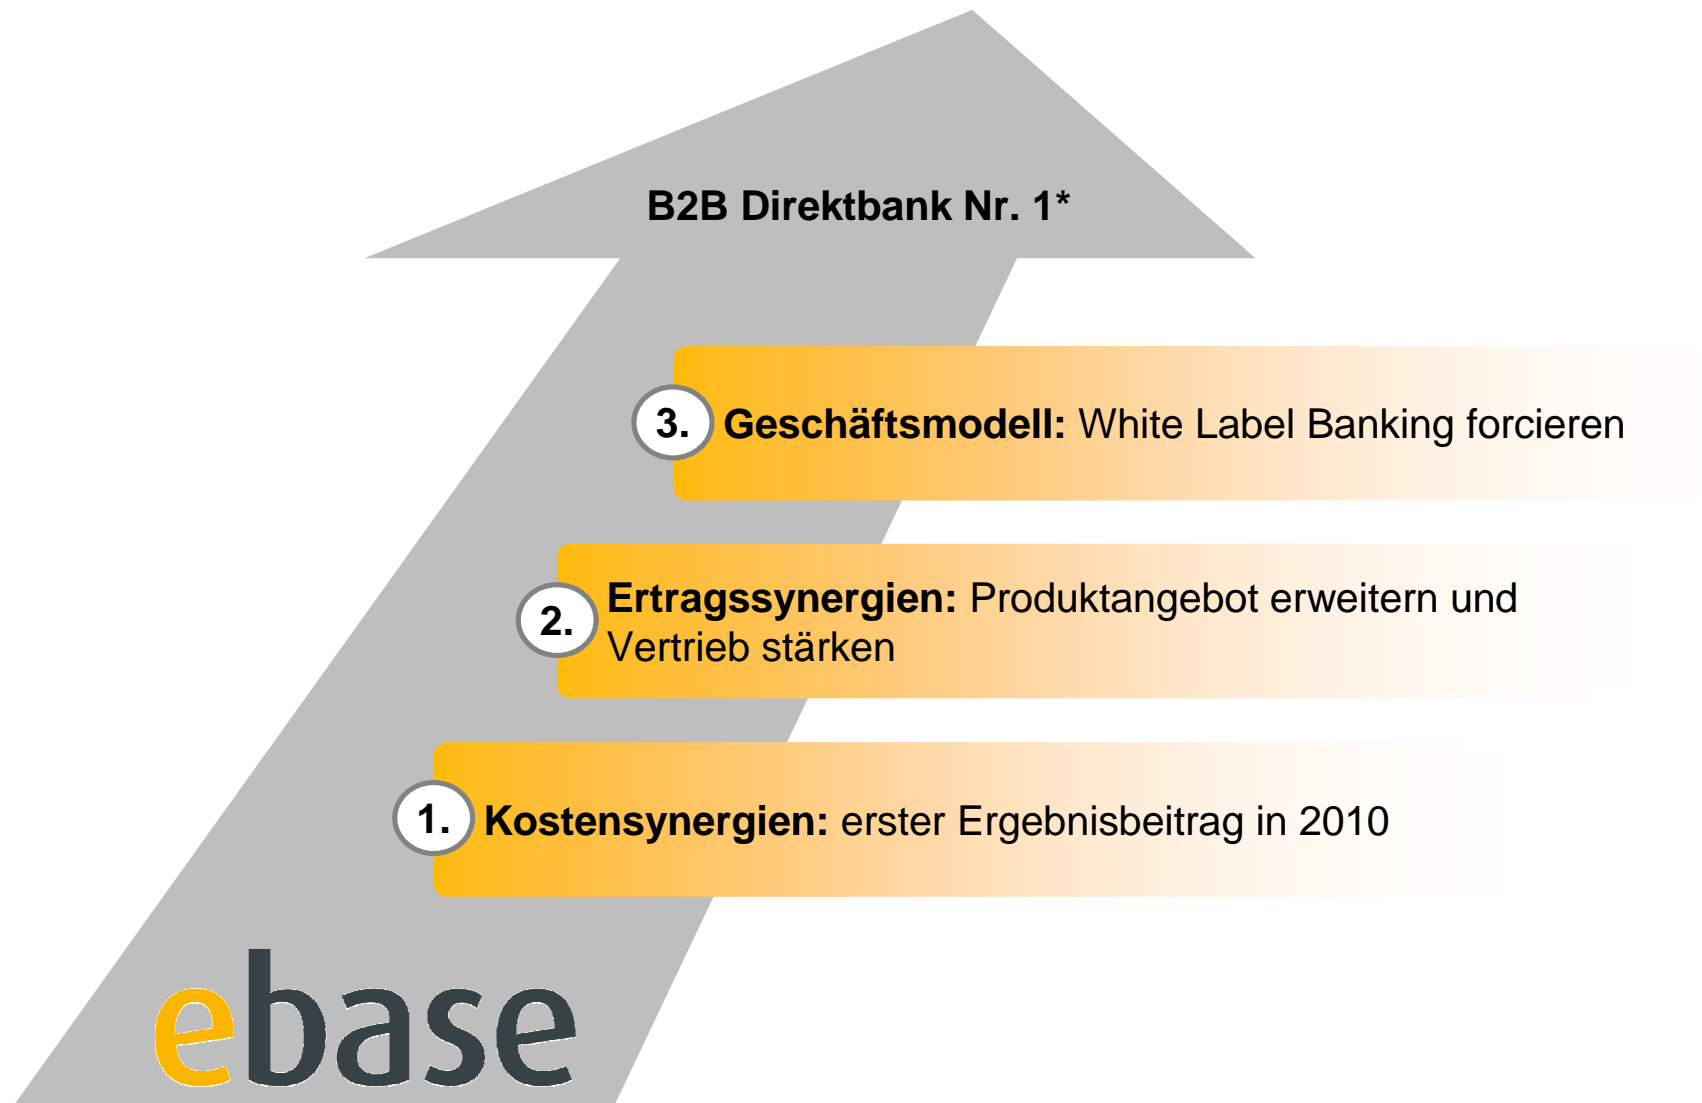 B2B Direktbank Nr. 1*
3. Geschäftsmodell: White Label Banking forcieren
2. Ertragssynergien: Produktangebot erweitern und
Vertrieb stärken
1. Kostensynergien: erster Ergebnisbeitrag in 2010
ebase